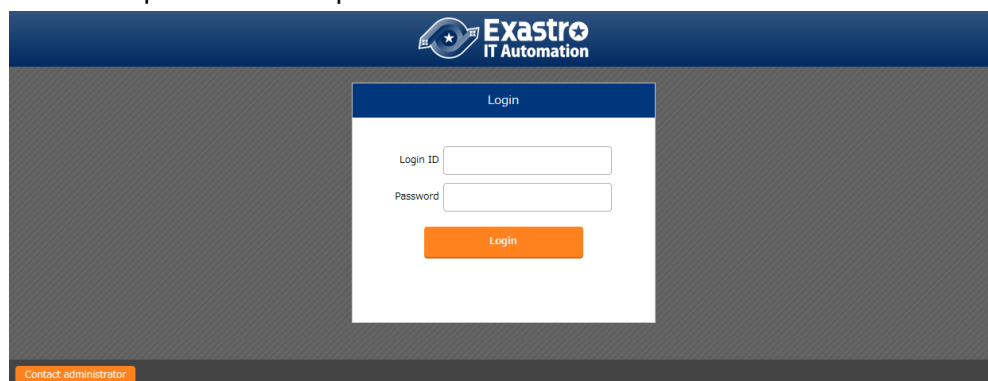 Exastro
IT Automation
Login
Login ID
Password
Login
Contact administrator